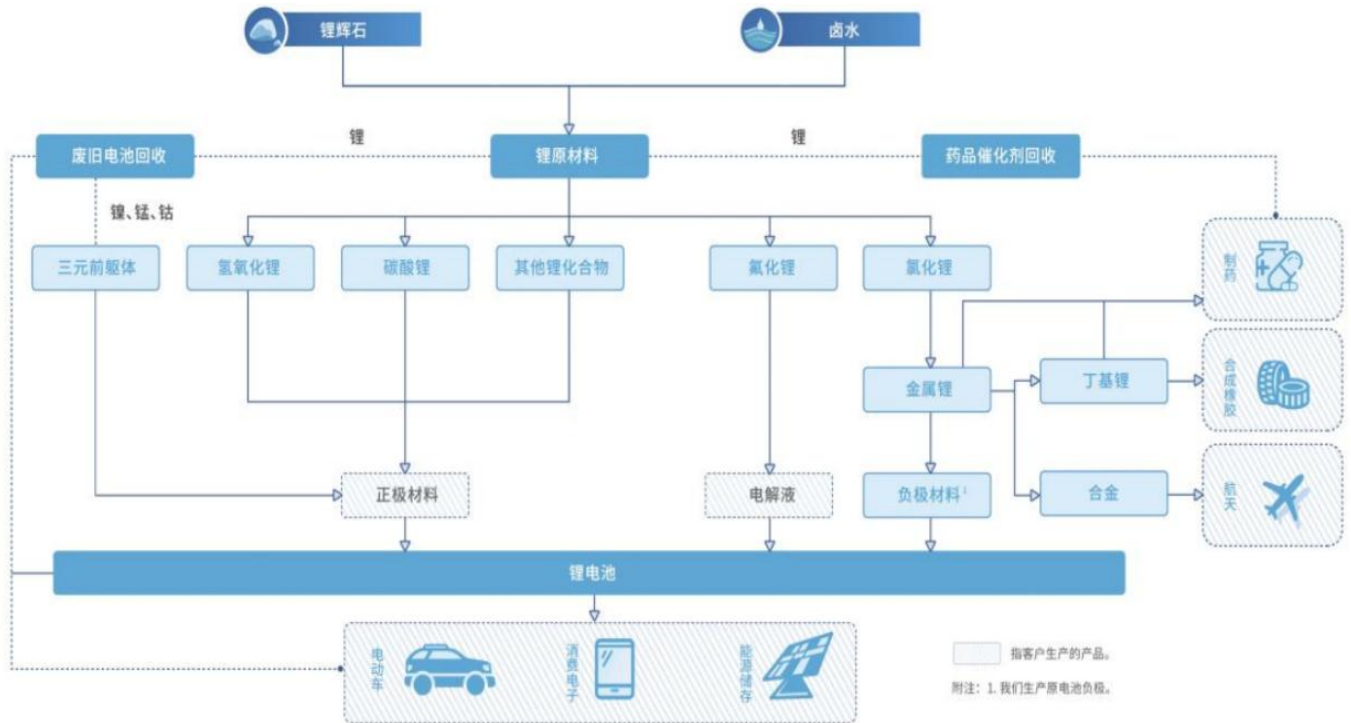 锂辉石
卤水
锂
锂
废旧电池回收
锂原材料
药品催化剂回收
镍、锰、钴
三元前躯体
氢氧化锂
碳酸锂
其他锂化合物
氟化锂
氯化锂
制药
金属锂
丁基锂
合成橡胶
正极材料
电解液
负极材料¹
合金
航天
锂电池
电动车
消费电子
能源储存
指客户生产的产品。
附注：1. 我们生产原电池负极。